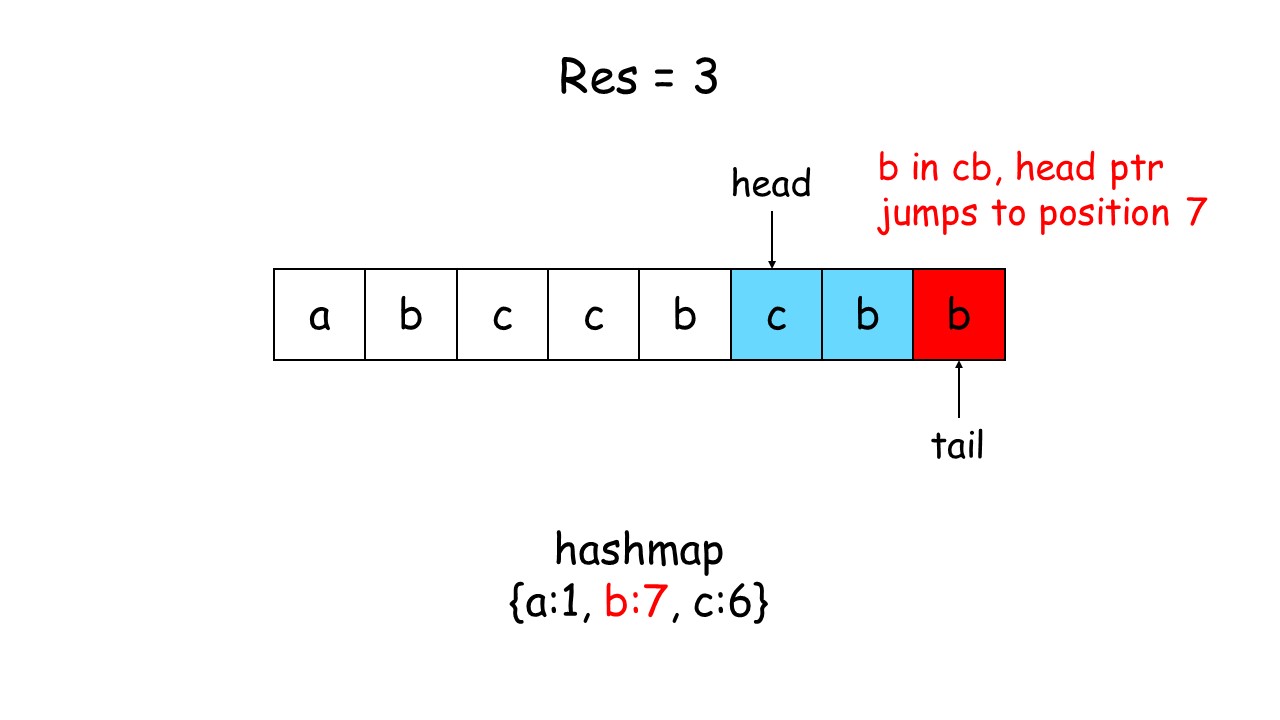 Res = 3
b in cb, head ptr
jumps to position 7
head
a b c c b c b b
tail
hashmap
{a:1, b:7, c:6}